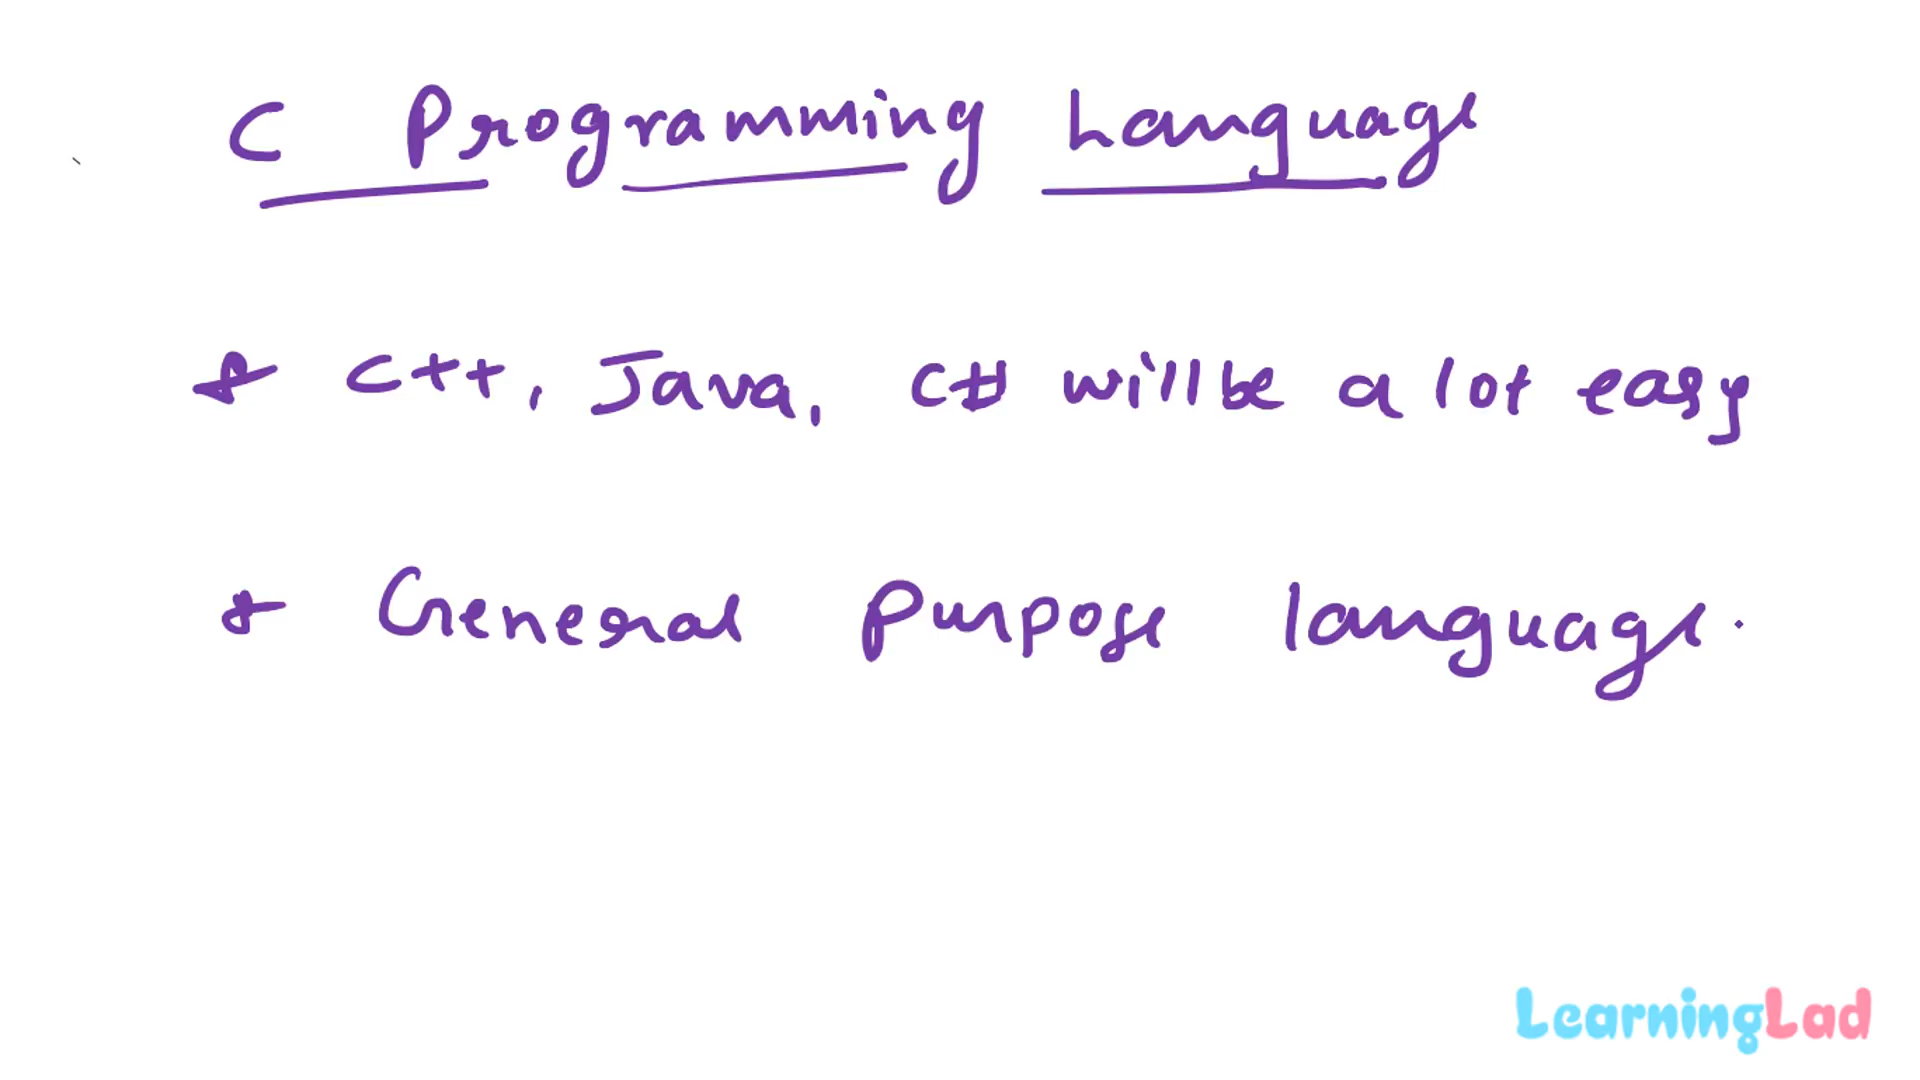 C Programming Language
* C++, Java, C# will be a lot easy
* General Purpose language.
LearningLad